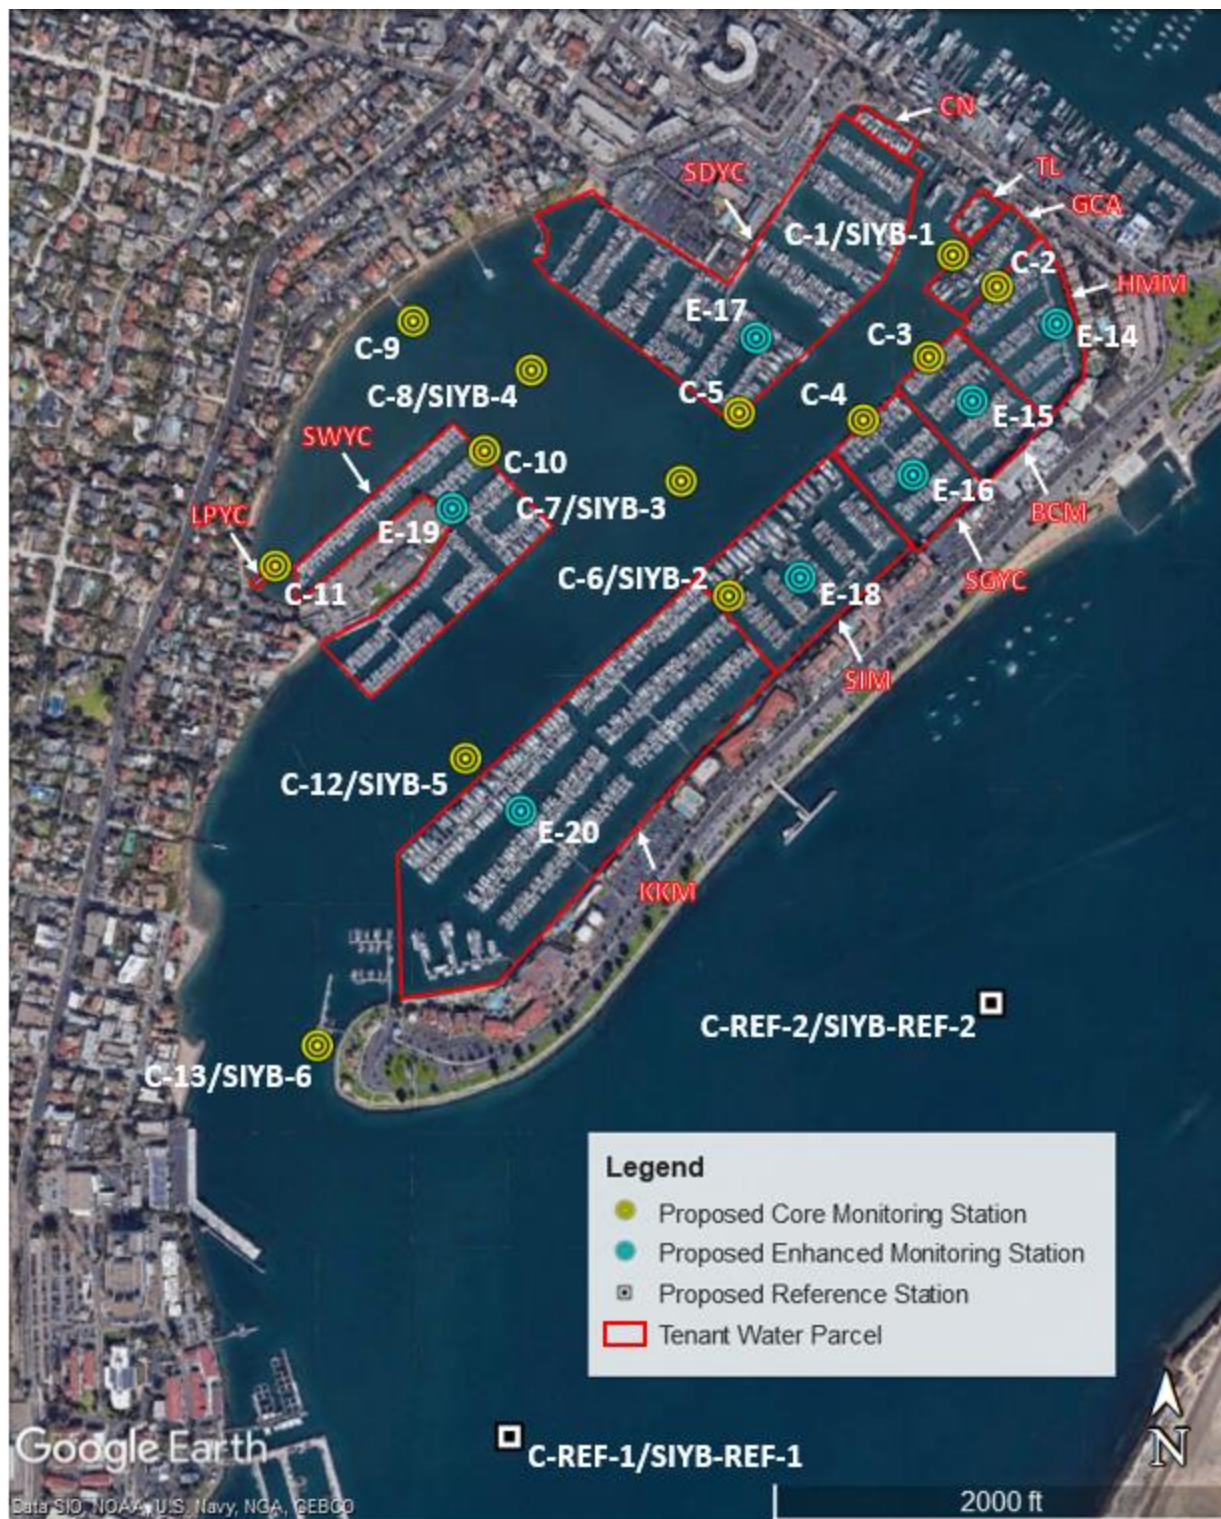 CN
SDYC
TL
GCA
C-1/SIYB-1
C-2
HMM
E-17
C-3
E-14
C-9
C-8/SIYB-4
C-5
C-4
E-15
SWYC
C-10
E-16
LPYC
E-19
C-7/SIYB-3
BCM
C-11
C-6/SIYB-2
E-18
SGYC
SIM
C-12/SIYB-5
E-20
KKM
C-REF-2/SIYB-REF-2
C-13/SIYB-6
Legend
Proposed Core Monitoring Station
Proposed Enhanced Monitoring Station
Proposed Reference Station
Tenant Water Parcel
N
Google Earth
C-REF-1/SIYB-REF-1
Data SIO, NOAA, U.S. Navy, NGA, GEBCO
2000 ft